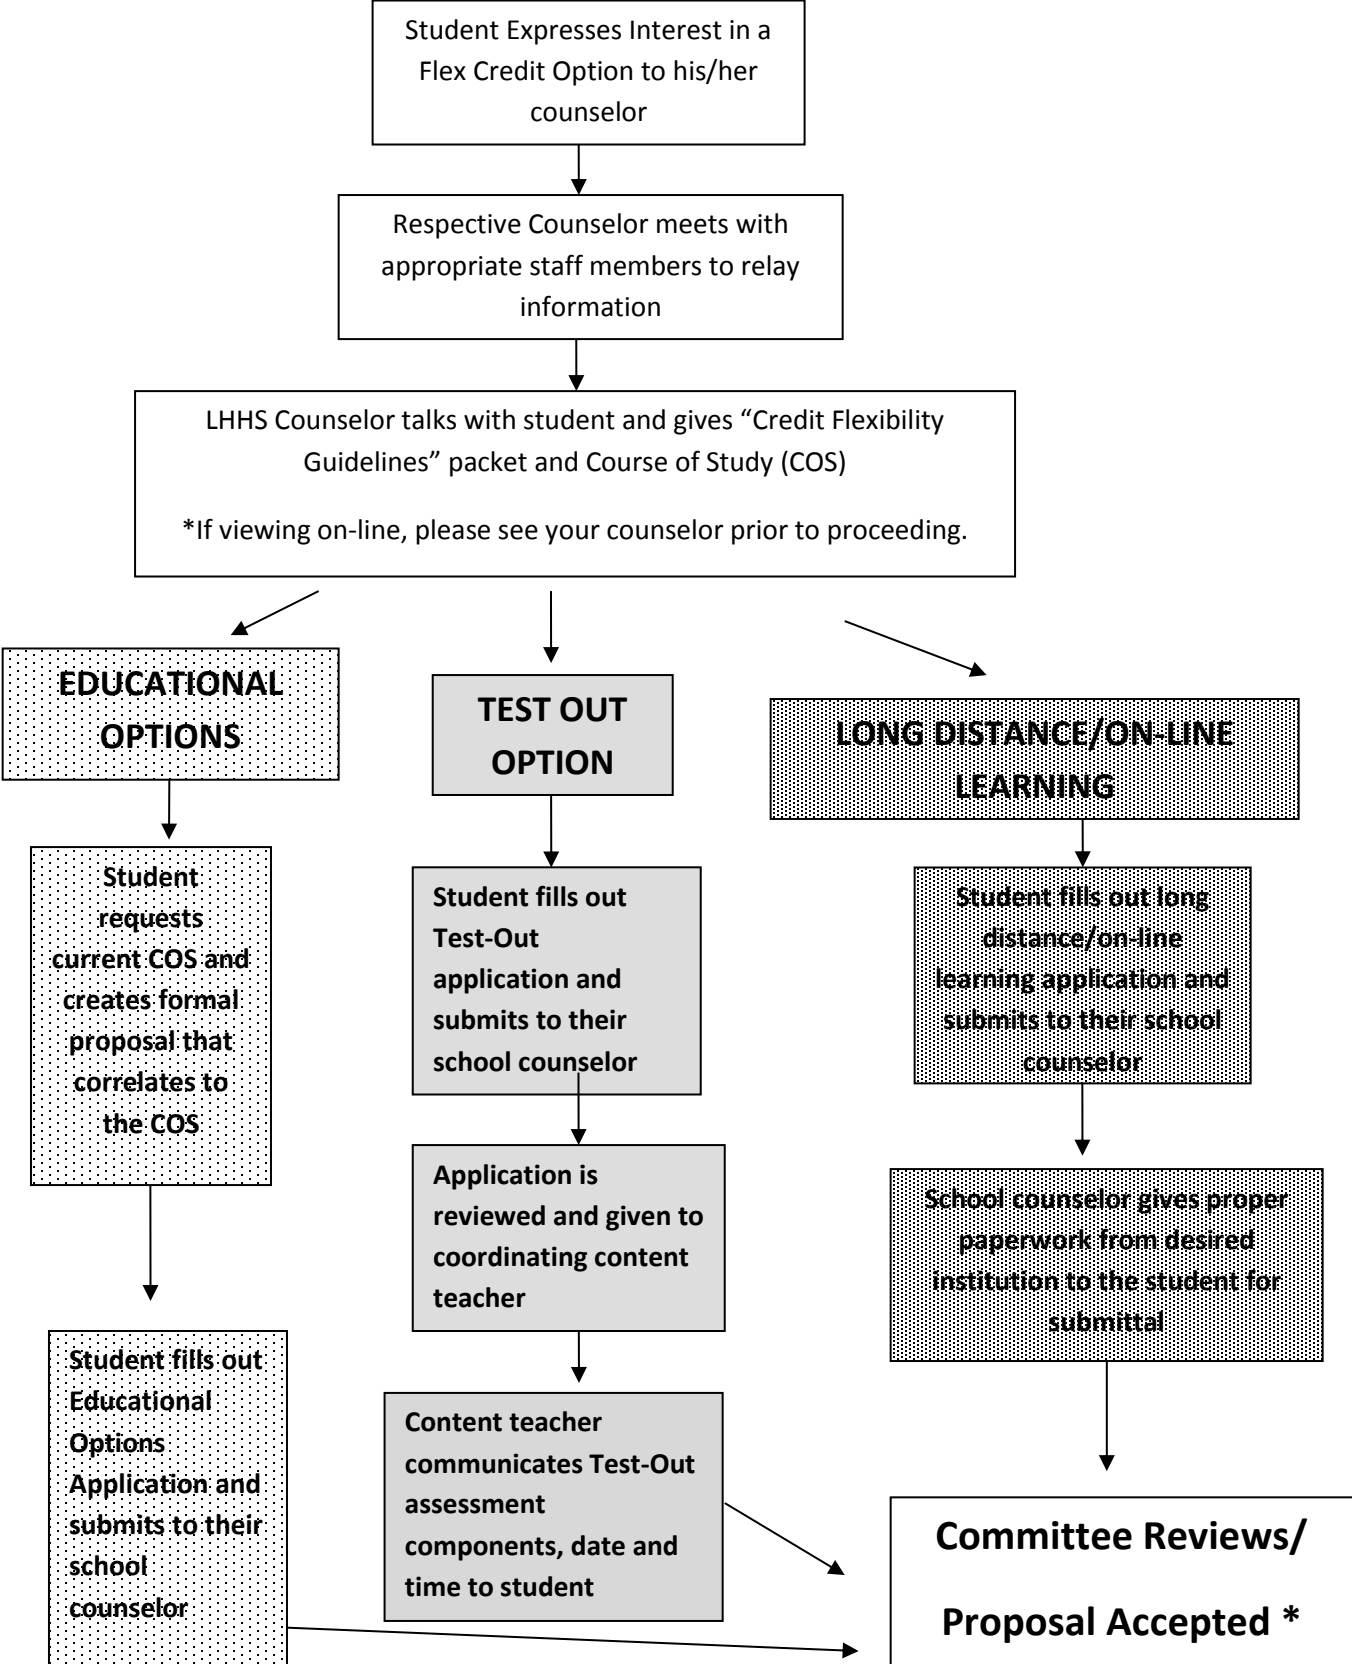 Student Expresses Interest in a
Flex Credit Option to his/her
counselor
Respective Counselor meets with
appropriate staff members to relay
information
LHHS Counselor talks with student and gives “Credit Flexibility
Guidelines” packet and Course of Study (COS)
*If viewing on-line, please see your counselor prior to proceeding.
EDUCATIONAL
OPTIONS
Student
requests
current COS and
creates formal
proposal that
correlates to
the COS
Student fills out
Educational
Options
Application and
submits to their
school
counselor
TEST OUT
OPTION
Student fills out
Test-Out
application and
submits to their
school counselor
Application is
reviewed and given to
coordinating content
teacher
Content teacher
communicates Test-Out
assessment
components, date and
time to student
LONG DISTANCE/ON-LINE
LEARNING
Student fills out long
distance/on-line
learning application and
submits to their school
counselor
School counselor gives proper
paperwork from desired
institution to the student for
submittal
Committee Reviews/
Proposal Accepted *